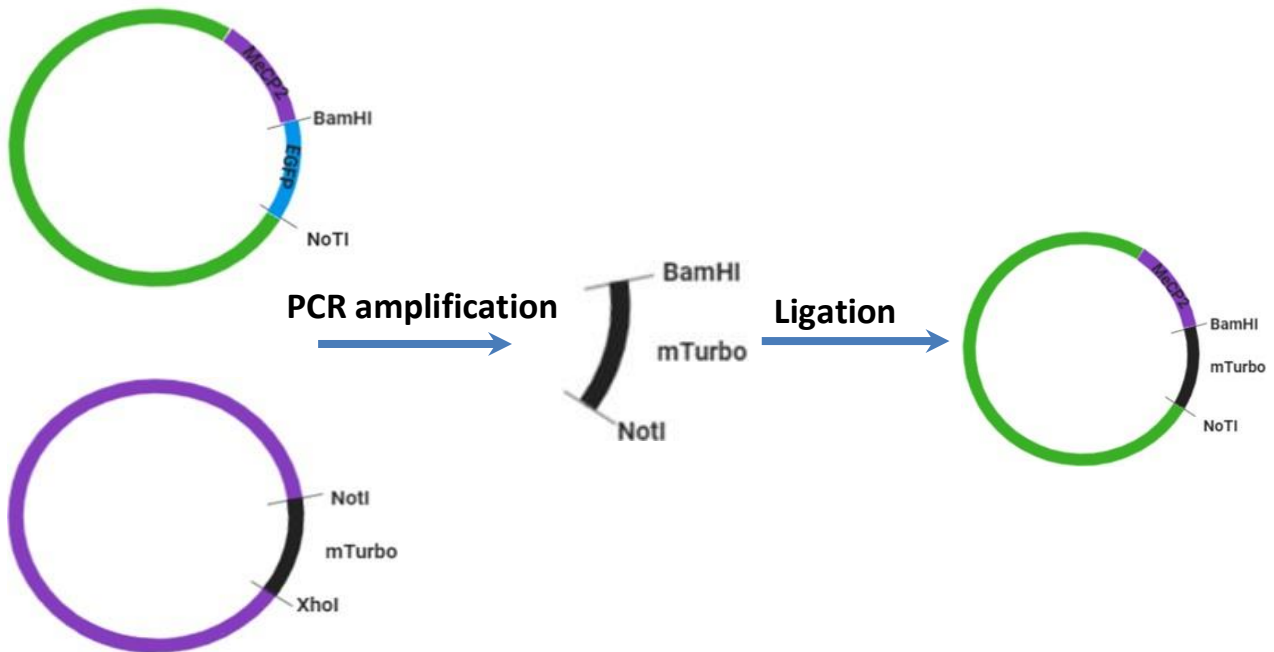 MeCP2
BamHI
EGFP
NoTI
PCR amplification
BamHI
mTurbo
NotI
Ligation
MeCP2
BamHI
mTurbo
NoTI
NotI
mTurbo
XhoI